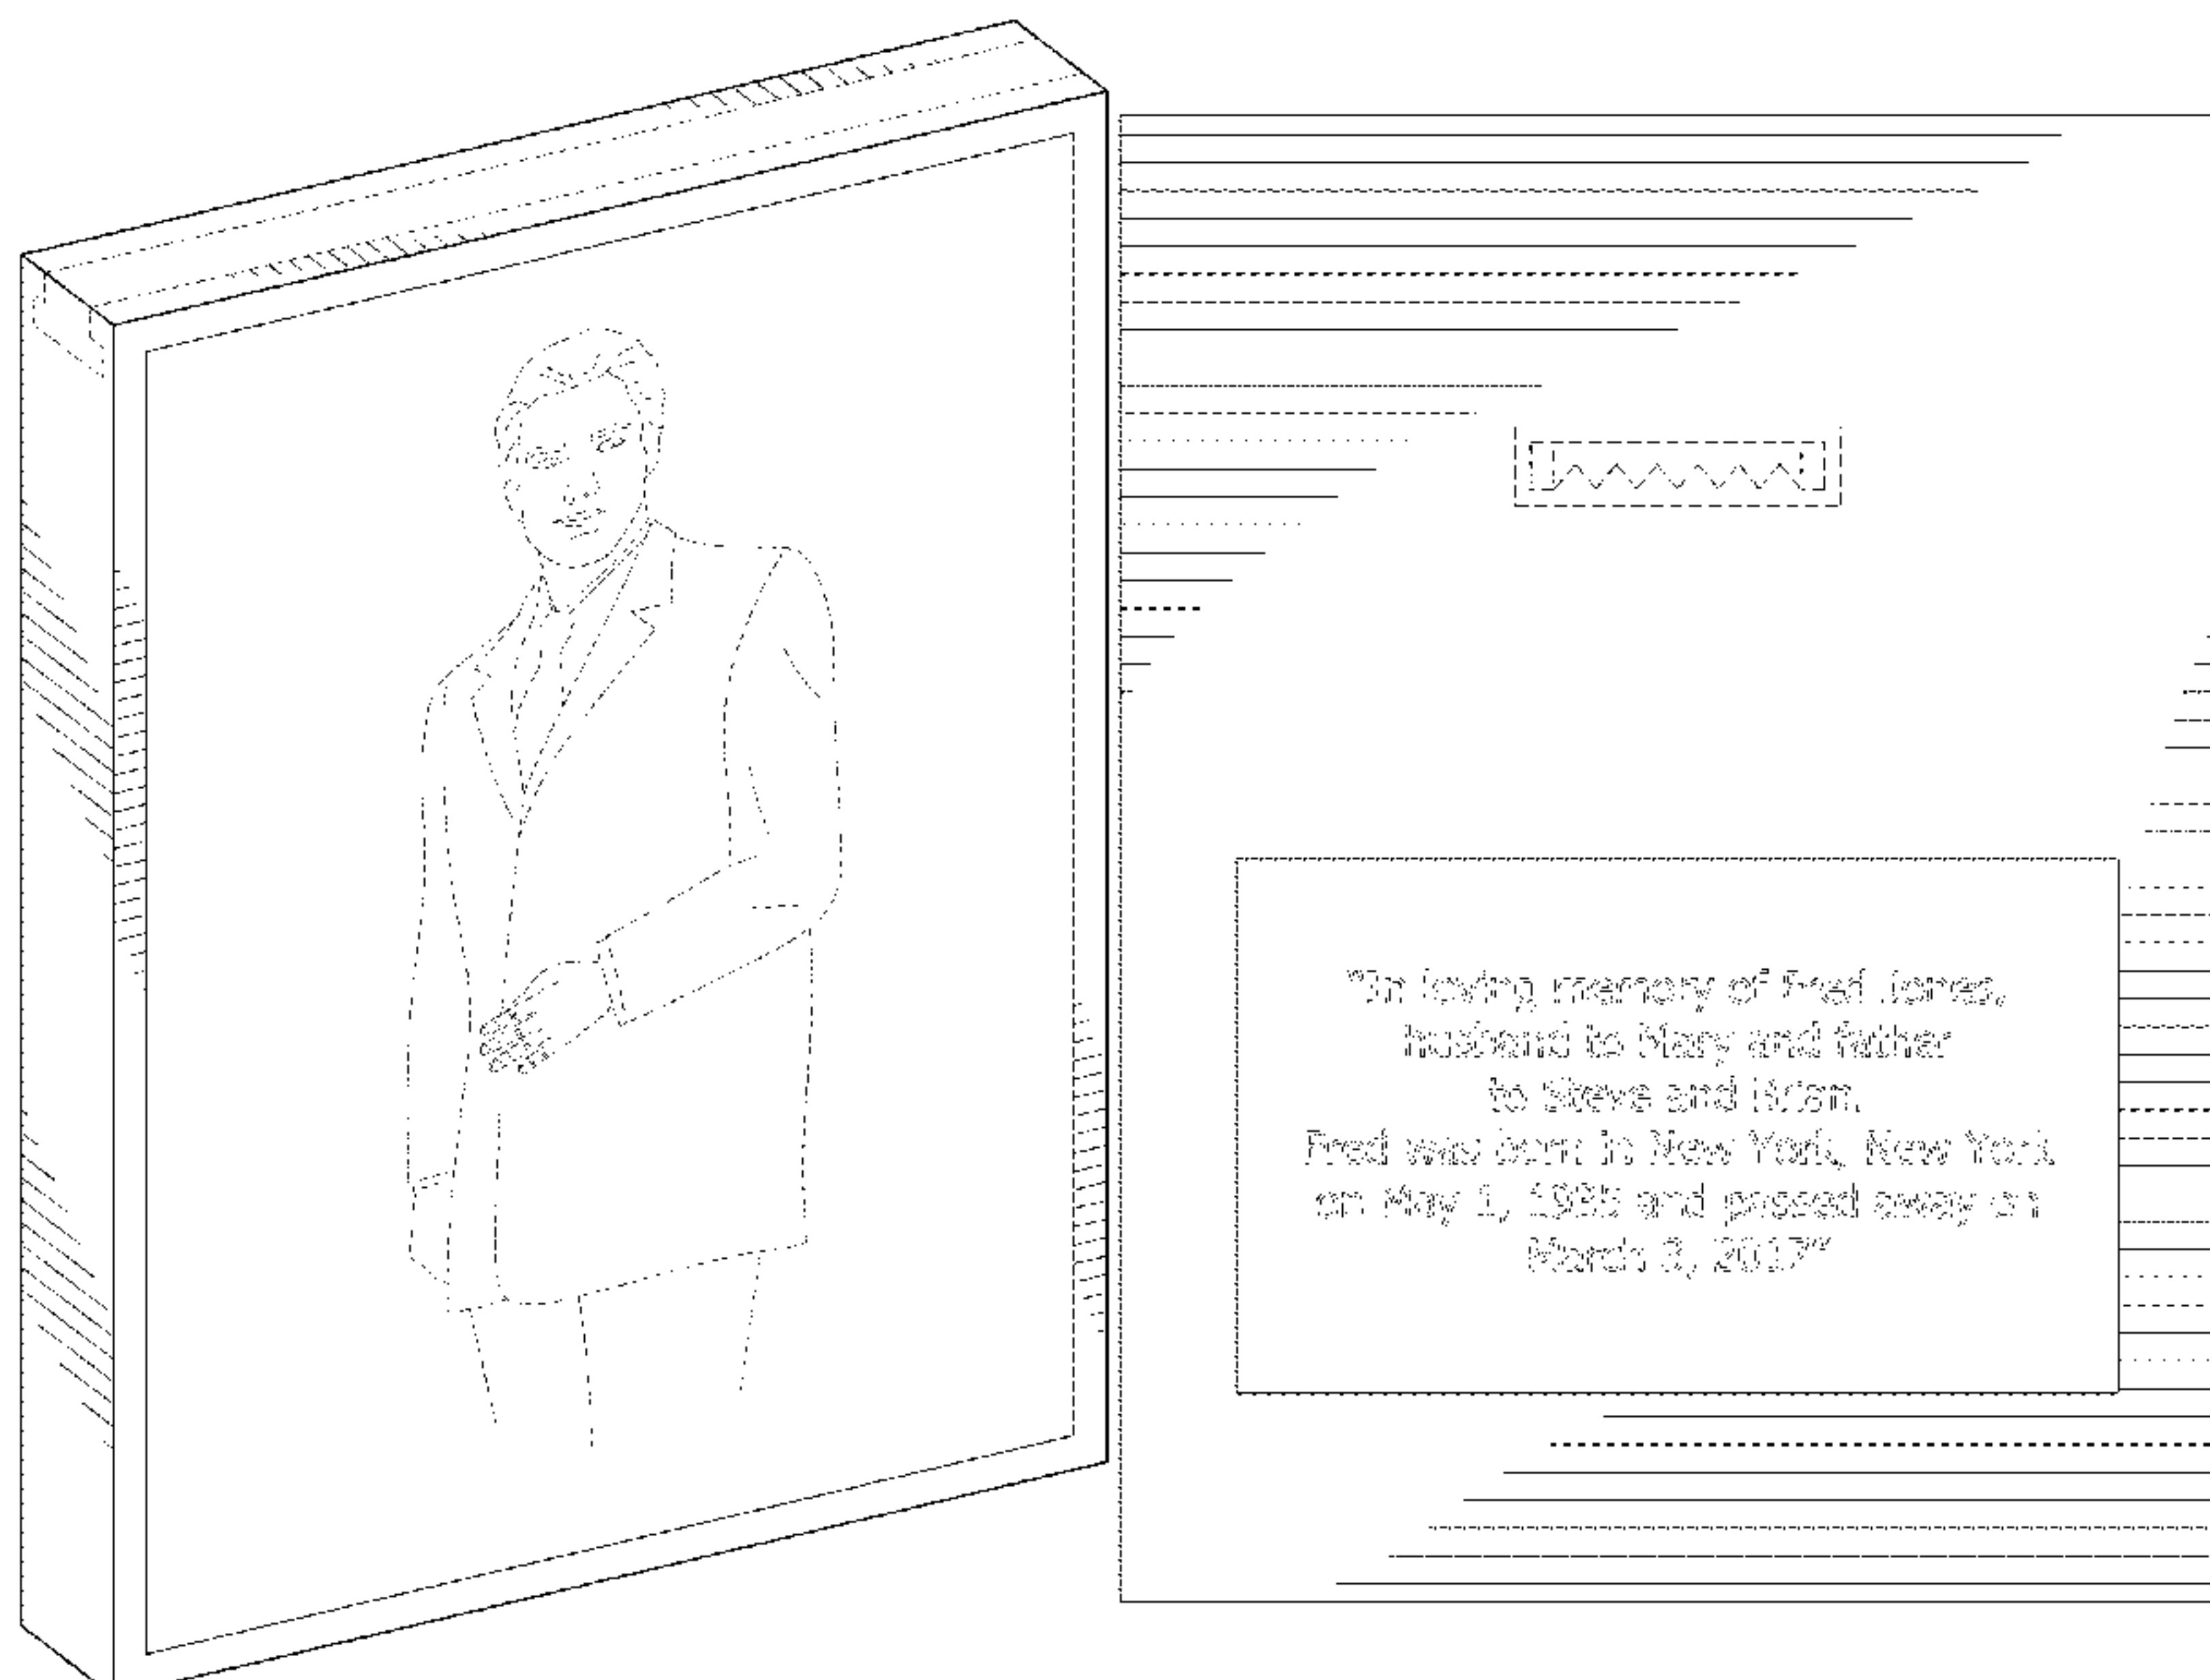 "In loving memory of Fred Jones,
husband to Mary and father
to Steve and Brian.
Fred was born in New York, New York
on May 1, 1935 and passed away on
March 3, 2017"